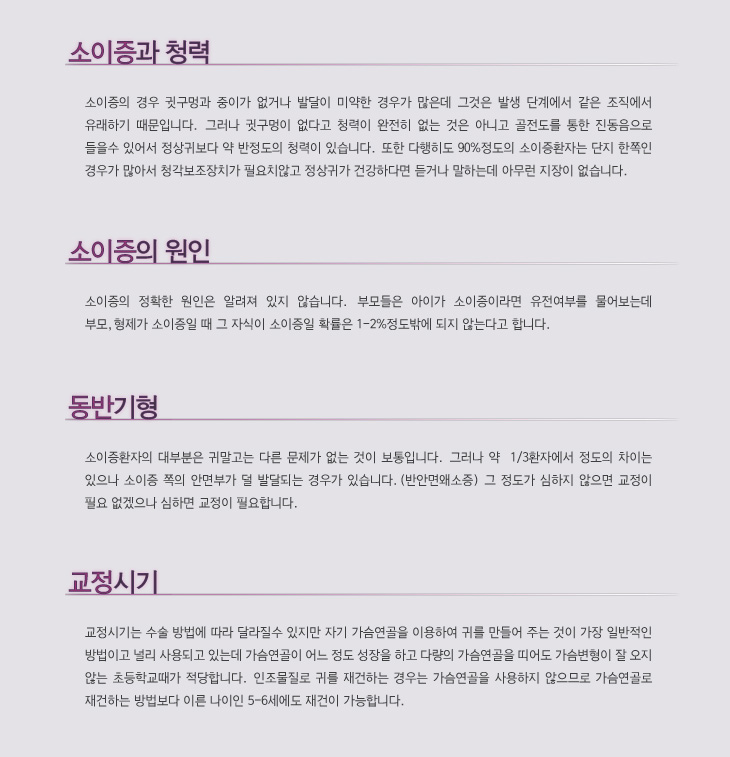 소이증과 청력
소이증의 경우 귓구멍과 중이가 없거나 발달이 미약한 경우가 많은데 그것은 발생 단계에서 같은 조직에서
유래하기 때문입니다. 그러나 귓구멍이 없다고 청력이 완전히 없는 것은 아니고 골전도를 통한 진동음으로
들을수 있어서 정상귀보다 약 반정도의 청력이 있습니다. 또한 다행히도 90%정도의 소이증환자는 단지 한쪽인
경우가 많아서 청각보조장치가 필요치않고 정상귀가 건강하다면 듣거나 말하는데 아무런 지장이 없습니다.
소이증의 원인
소이증의 정확한 원인은 알려져 있지 않습니다. 부모들은 아이가 소이증이라면 유전여부를 물어보는데
부모,형제가 소이증일 때 그 자식이 소이증일 확률은 1-2%정도밖에 되지 않는다고 합니다.
동반기형
소이증환자의 대부분은 귀말고는 다른 문제가 없는 것이 보통입니다. 그러나 약 1/3환자에서 정도의 차이는
있으나 소이증 쪽의 안면부가 덜 발달되는 경우가 있습니다.(반안면왜소증) 그 정도가 심하지 않으면 교정이
필요 없겠으나 심하면 교정이 필요합니다.
교정시기
교정시기는 수술 방법에 따라 달라질수 있지만 자기 가슴연골을 이용하여 귀를 만들어 주는 것이 가장 일반적인
방법이고 널리 사용되고 있는데 가슴연골이 어느 정도 성장을 하고 다량의 가슴연골을 띠어도 가슴변형이 잘 오지
않는 초등학교때가 적당합니다. 인조물질로 귀를 재건하는 경우는 가슴연골을 사용하지 않으므로 가슴연골로
재건하는 방법보다 이른 나이인 5-6세에도 재건이 가능합니다.